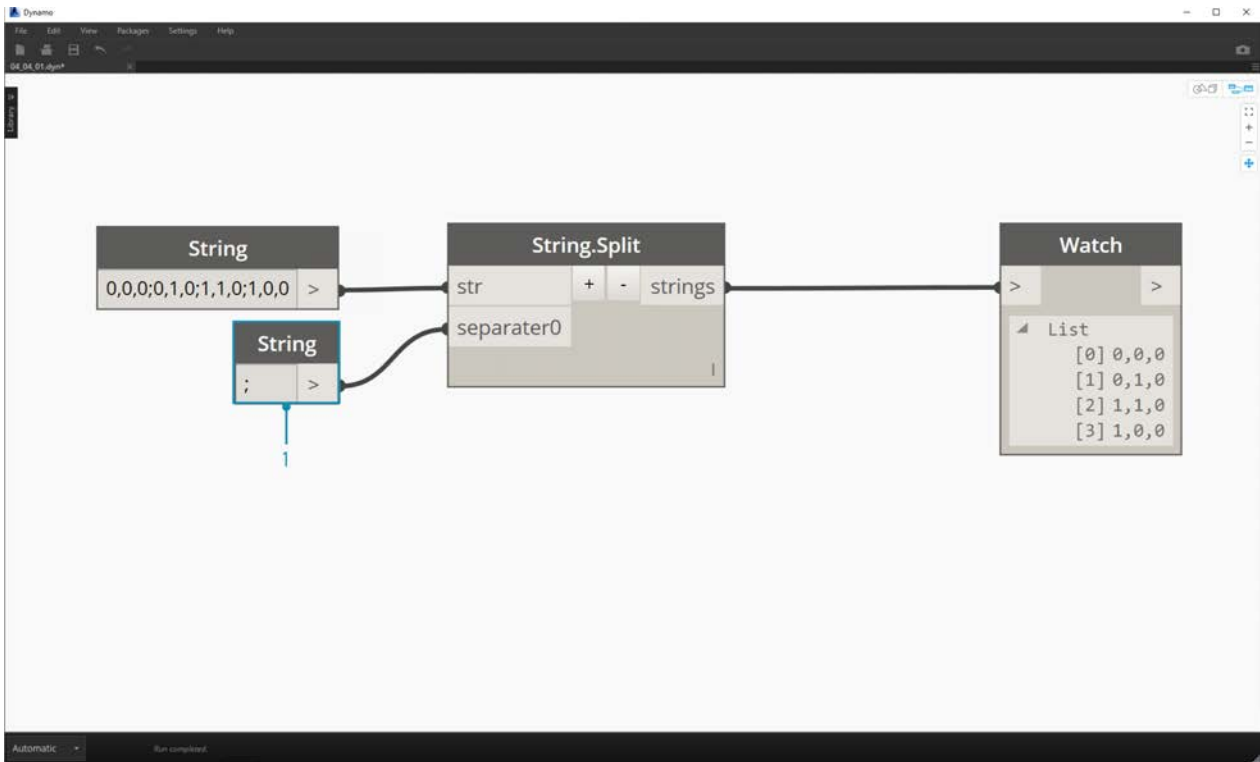 Dynamo
File Edit View Packages Settings Help
04_04_01.dyn*
Library
String
0,0,0;0,1,0;1,1,0;1,0,0 >
String
; >
1
String.Split
str + - strings
separater0
|
Watch
> >
List
[0] 0,0,0
[1] 0,1,0
[2] 1,1,0
[3] 1,0,0
Automatic
Run completed.